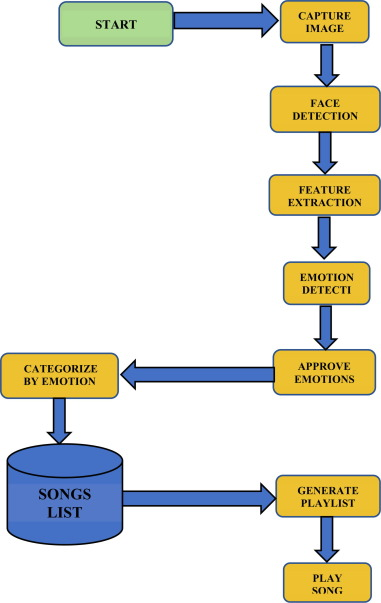 START
CAPTURE
IMAGE
FACE
DETECTION
FEATURE
EXTRACTION
EMOTION
DETECTI
APPROVE
EMOTIONS
CATEGORIZE
BY EMOTION
SONGS
LIST
GENERATE
PLAYLIST
PLAY
SONG